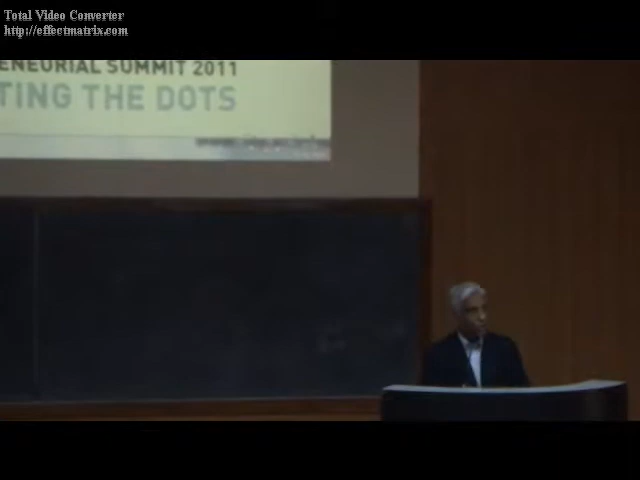 Total Video Converter
http://effectmatrix.com
ENEURIAL SUMMIT 2011
TING THE DOTS